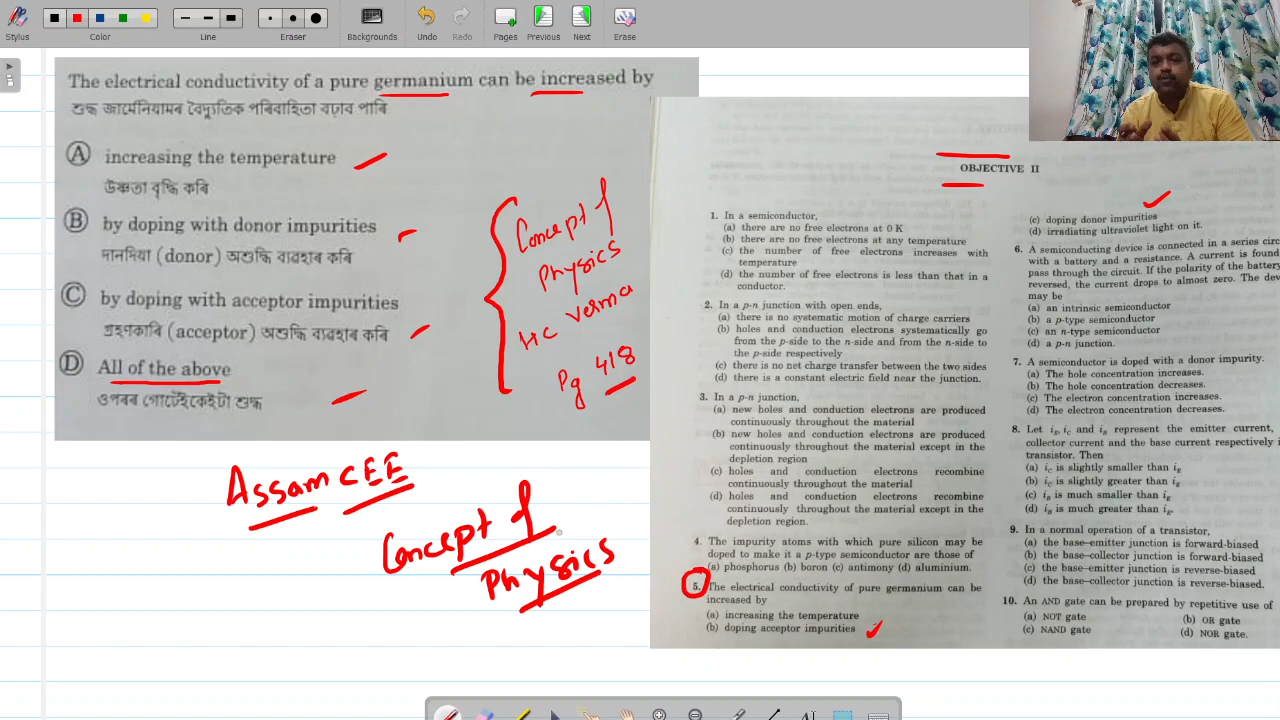 Stylus
Color
Line
Eraser
Backgrounds
Undo
Redo
Pages
Previous
Next
Erase
The electrical conductivity of a pure germanium can be increased by
শুদ্ধ জাৰ্মেনিয়ামৰ বৈদ্যুতিক পৰিবাহিতা বঢ়াব পাৰি
A increasing the temperature
উষ্ণতা বৃদ্ধি কৰি
B by doping with donor impurities
দানদিয়া (donor) অশুদ্ধি ব্যৱহাৰ কৰি
C by doping with acceptor impurities
গ্ৰহণকাৰি (acceptor) অশুদ্ধি ব্যৱহাৰ কৰি
D All of the above
ওপৰৰ গোটেইকেইটা শুদ্ধ
Concept of
Physics
HC Verma
Pg 418
Assam CEE
Concept of
Physics
OBJECTIVE II
1. In a semiconductor,
(a) there are no free electrons at 0 K
(b) there are no free electrons at any temperature
(c) the number of free electrons increases with
temperature
(d) the number of free electrons is less than that in a
conductor.
2. In a p-n junction with open ends,
(a) there is no systematic motion of charge carriers
(b) holes and conduction electrons systematically go
from the p-side to the n-side and from the n-side to
the p-side respectively
(c) there is no net charge transfer between the two sides
(d) there is a constant electric field near the junction.
3. In a p-n junction,
(a) new holes and conduction electrons are produced
continuously throughout the material
(b) new holes and conduction electrons are produced
continuously throughout the material except in the
depletion region
(c) holes and conduction electrons recombine
continuously throughout the material
(d) holes and conduction electrons recombine
continuously throughout the material except in the
depletion region.
4. The impurity atoms with which pure silicon may be
doped to make it a p-type semiconductor are those of
(a) phosphorus (b) boron (c) antimony (d) aluminium.
5. The electrical conductivity of pure germanium can be
increased by
(a) increasing the temperature
(b) doping acceptor impurities
(c) doping donor impurities
(d) irradiating ultraviolet light on it.
6. A semiconducting device is connected in a series circ
with a battery and a resistance. A current is found
pass through the circuit. If the polarity of the battery
reversed, the current drops to almost zero. The dev
may be
(a) an intrinsic semiconductor
(b) a p-type semiconductor
(c) an n-type semiconductor
(d) a p-n junction.
7. A semiconductor is doped with a donor impurity.
(a) The hole concentration increases.
(b) The hole concentration decreases.
(c) The electron concentration increases.
(d) The electron concentration decreases.
8. Let iE, iC and iB represent the emitter current,
collector current and the base current respectively i
transistor. Then
(a) iC is slightly smaller than iE
(b) iC is slightly greater than iE
(c) iB is much smaller than iE
(d) iB is much greater than iE.
9. In a normal operation of a transistor,
(a) the base–emitter junction is forward-biased
(b) the base–collector junction is forward-biased
(c) the base–emitter junction is reverse-biased
(d) the base–collector junction is reverse-biased.
10. An AND gate can be prepared by repetitive use of
(a) NOT gate (b) OR gate
(c) NAND gate (d) NOR gate.